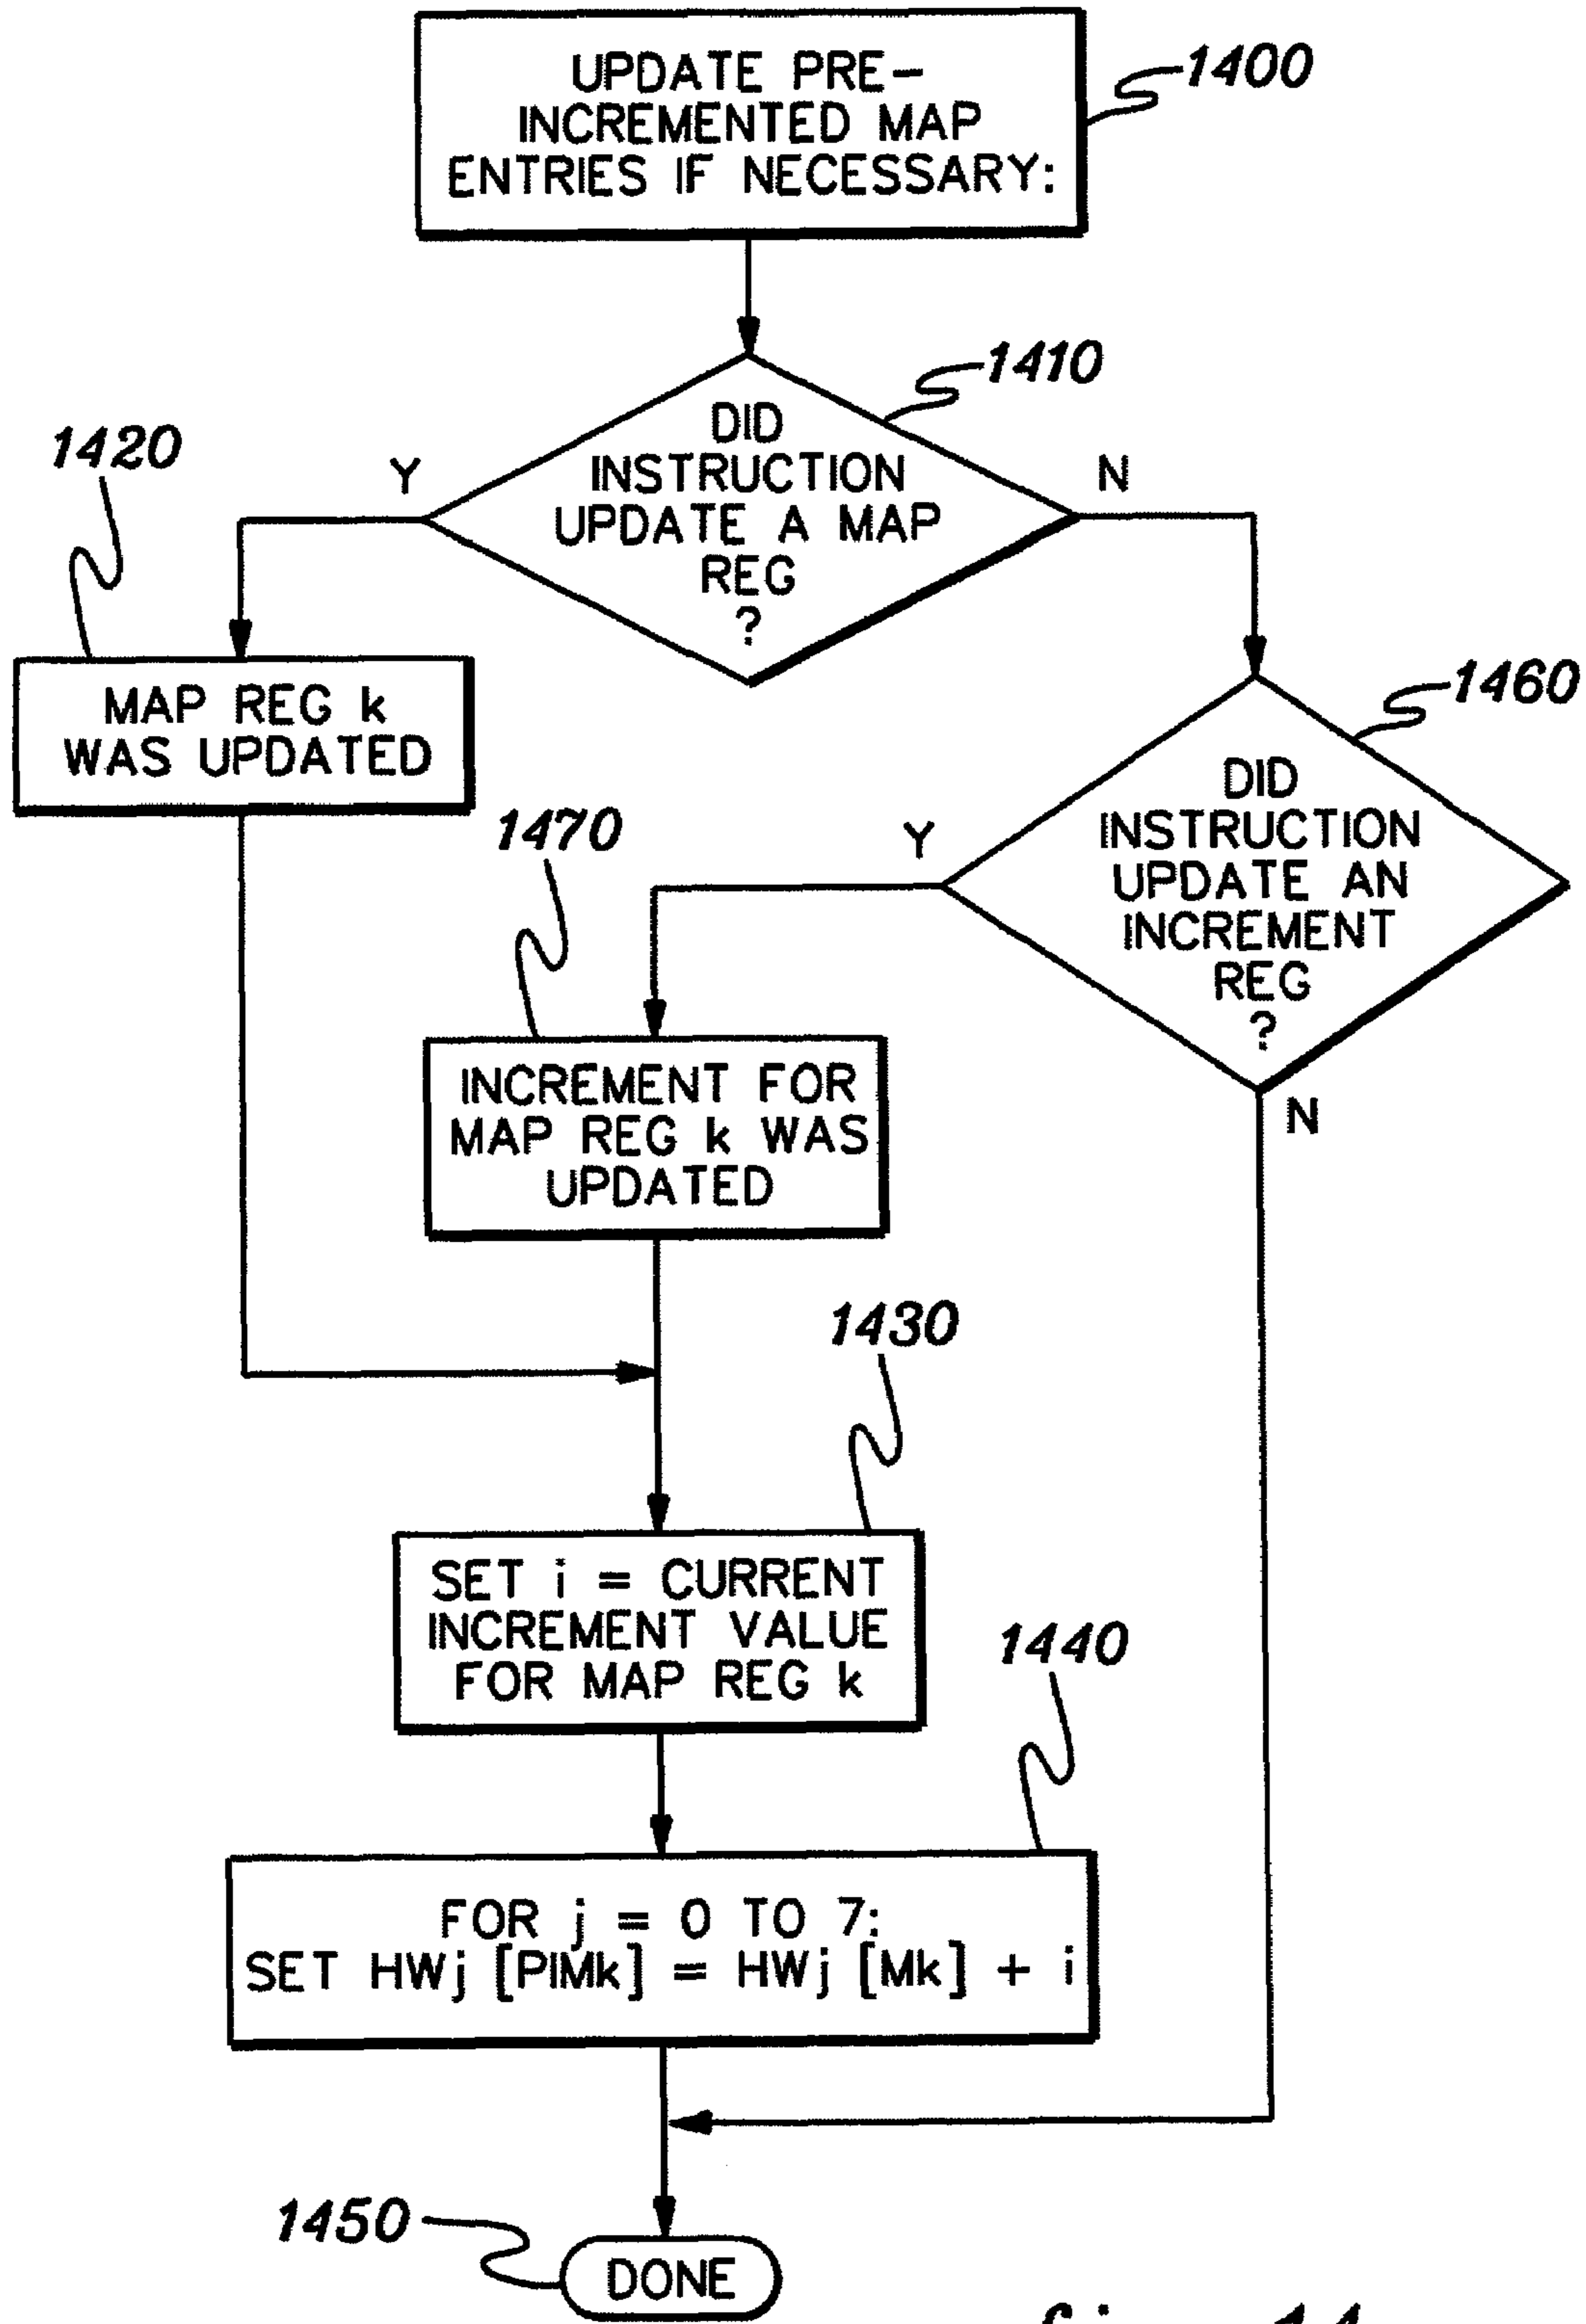 UPDATE PRE-
INCREMENTED MAP
ENTRIES IF NECESSARY:
1400
1410
DID
INSTRUCTION
UPDATE A MAP
REG
?
Y
N
1420
MAP REG k
WAS UPDATED
1460
DID
INSTRUCTION
UPDATE AN
INCREMENT
REG
?
Y
N
1470
INCREMENT FOR
MAP REG k WAS
UPDATED
1430
SET i = CURRENT
INCREMENT VALUE
FOR MAP REG k
1440
FOR j = 0 TO 7:
SET HWj [PIMk] = HWj [Mk] + i
1450
DONE